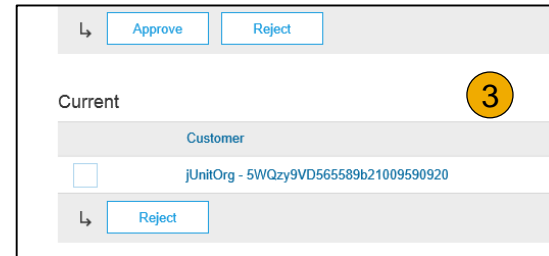 Approve Reject
Current
3
Customer
jUnitOrg - 5WQzy9VD565589b21009590920
Reject